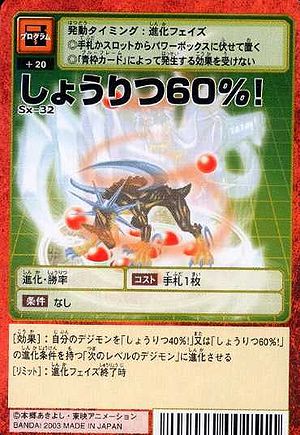 プログラム
+20
発動タイミング：進化フェイズ
◎手札かスロットからパワーボックスに伏せて置く
◎「青枠カード」によって発生する効果を受けない
しょうりつ60%!
Sx-32
進化・勝率
コスト 手札1枚
条件 なし
[効果]：自分のデジモンを「しょうりつ40%!」又は「しょうりつ60%!」
の進化条件を持つ「次のレベルのデジモン」に進化させる
[リミット]：進化フェイズ終了時
©本郷あきよし・東映アニメーション
BANDAI 2003 MADE IN JAPAN